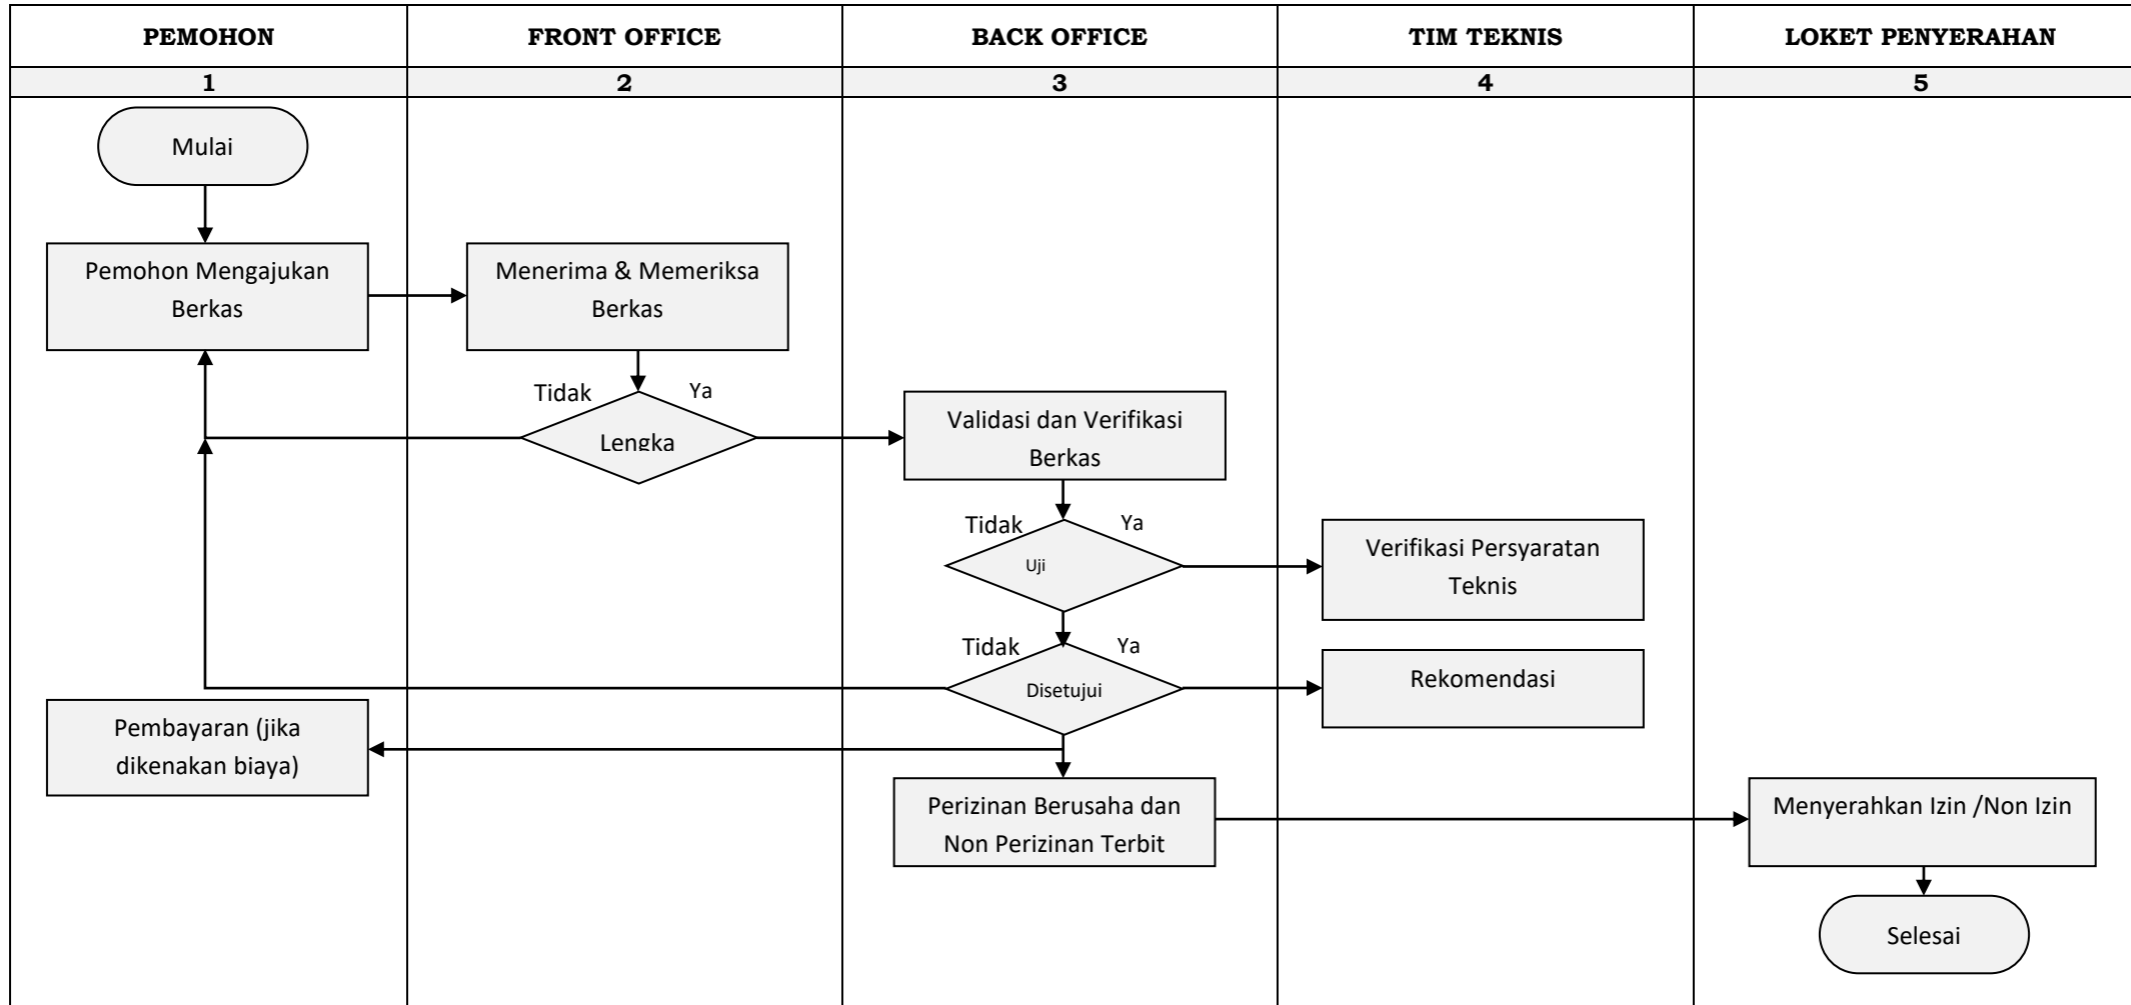 PEMOHON
FRONT OFFICE
BACK OFFICE
TIM TEKNIS
LOKET PENYERAHAN
1
2
3
4
5
Mulai
Pemohon Mengajukan
Berkas
Menerima & Memeriksa
Berkas
Tidak
Ya
Lengka
Validasi dan Verifikasi
Berkas
Tidak
Ya
Uji
Verifikasi Persyaratan
Teknis
Tidak
Ya
Disetujui
Rekomendasi
Pembayaran (jika
dikenakan biaya)
Perizinan Berusaha dan
Non Perizinan Terbit
Menyerahkan Izin /Non Izin
Selesai